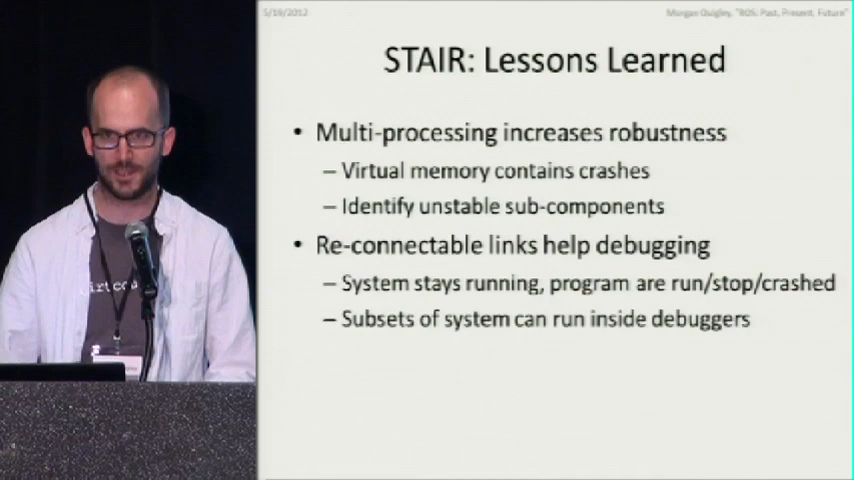 5/19/2012
Morgan Quigley, "ROS: Past, Present, Future"
STAIR: Lessons Learned
• Multi-processing increases robustness
– Virtual memory contains crashes
– Identify unstable sub-components
• Re-connectable links help debugging
– System stays running, program are run/stop/crashed
– Subsets of system can run inside debuggers